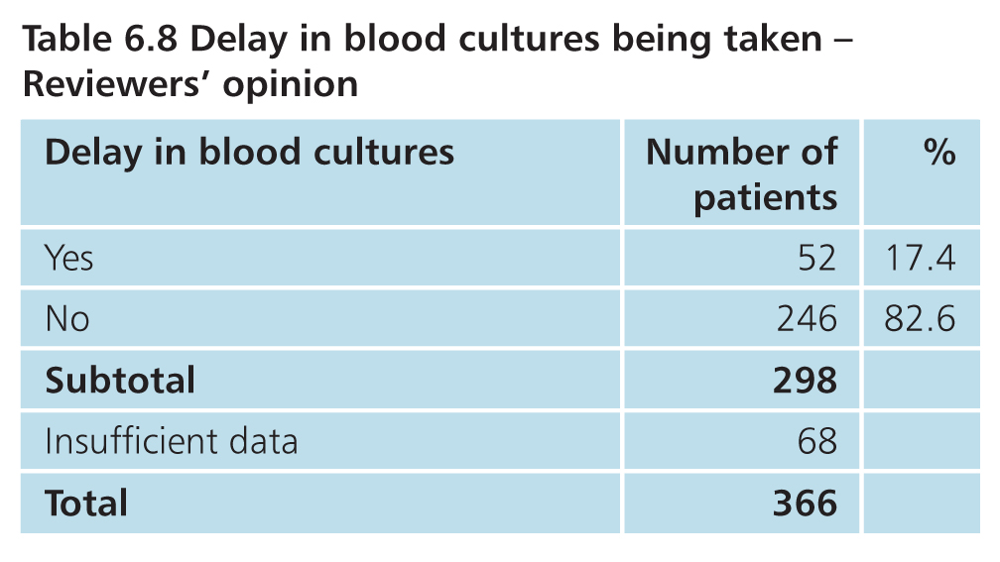 Table 6.8 Delay in blood cultures being taken –
Reviewers’ opinion
Delay in blood cultures Number of patients %
Yes 52 17.4
No 246 82.6
Subtotal 298
Insufficient data 68
Total 366